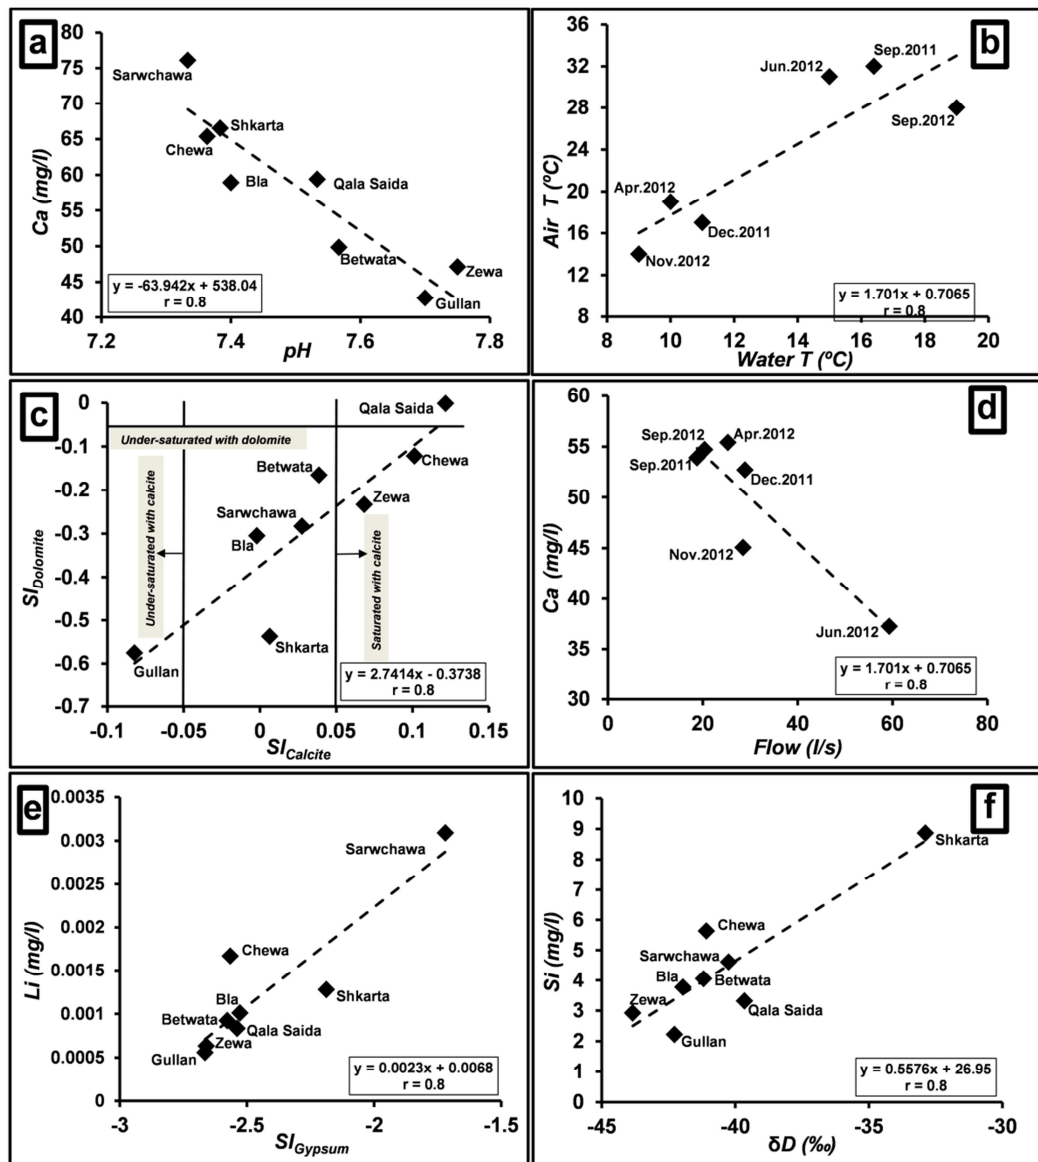 a
80
75
70
65
60
55
50
45
40
Ca (mg/l)
Sarwchawa
Shkarta
Chewa
Bla
Qala Saida
Betwata
Zewa
Gullan
y = -63.942x + 538.04
r = 0.8
7.2
7.4
7.6
7.8
pH
b
36
32
28
24
20
16
12
8
Air T (ºC)
Sep.2011
Jun.2012
Sep.2012
Apr.2012
Dec.2011
Nov.2012
y = 1.701x + 0.7065
r = 0.8
6
8
10
12
14
16
18
20
Water T (ºC)
c
0
-0.1
-0.2
-0.3
-0.4
-0.5
-0.6
-0.7
SIDolomite
Qala Saida
Under-saturated with dolomite
Chewa
Betwata
Zewa
Sarwchawa
Bla
Under-saturated with calcite
Saturated with calcite
Shkarta
Gullan
y = 2.7414x - 0.3738
r = 0.8
-0.1
-0.05
0
0.05
0.1
0.15
SICalcite
d
60
55
50
45
40
35
30
Ca (mg/l)
Sep.2012
Apr.2012
Sep.2011
Dec.2011
Nov.2012
Jun.2012
y = 1.701x + 0.7065
r = 0.8
0
20
40
60
80
Flow (l/s)
e
0.0035
0.003
0.0025
0.002
0.0015
0.001
0.0005
0
Li (mg/l)
Sarwchawa
Chewa
Shkarta
Bla
Betwata
Qala Saida
Zewa
Gullan
y = 0.0023x + 0.0068
r = 0.8
-3
-2.5
-2
-1.5
SIGypsum
f
10
9
8
7
6
5
4
3
2
1
0
Si (mg/l)
Shkarta
Chewa
Sarwchawa
Bla
Betwata
Zewa
Qala Saida
Gullan
y = 0.5576x + 26.95
r = 0.8
-45
-40
-35
-30
δD (‰)